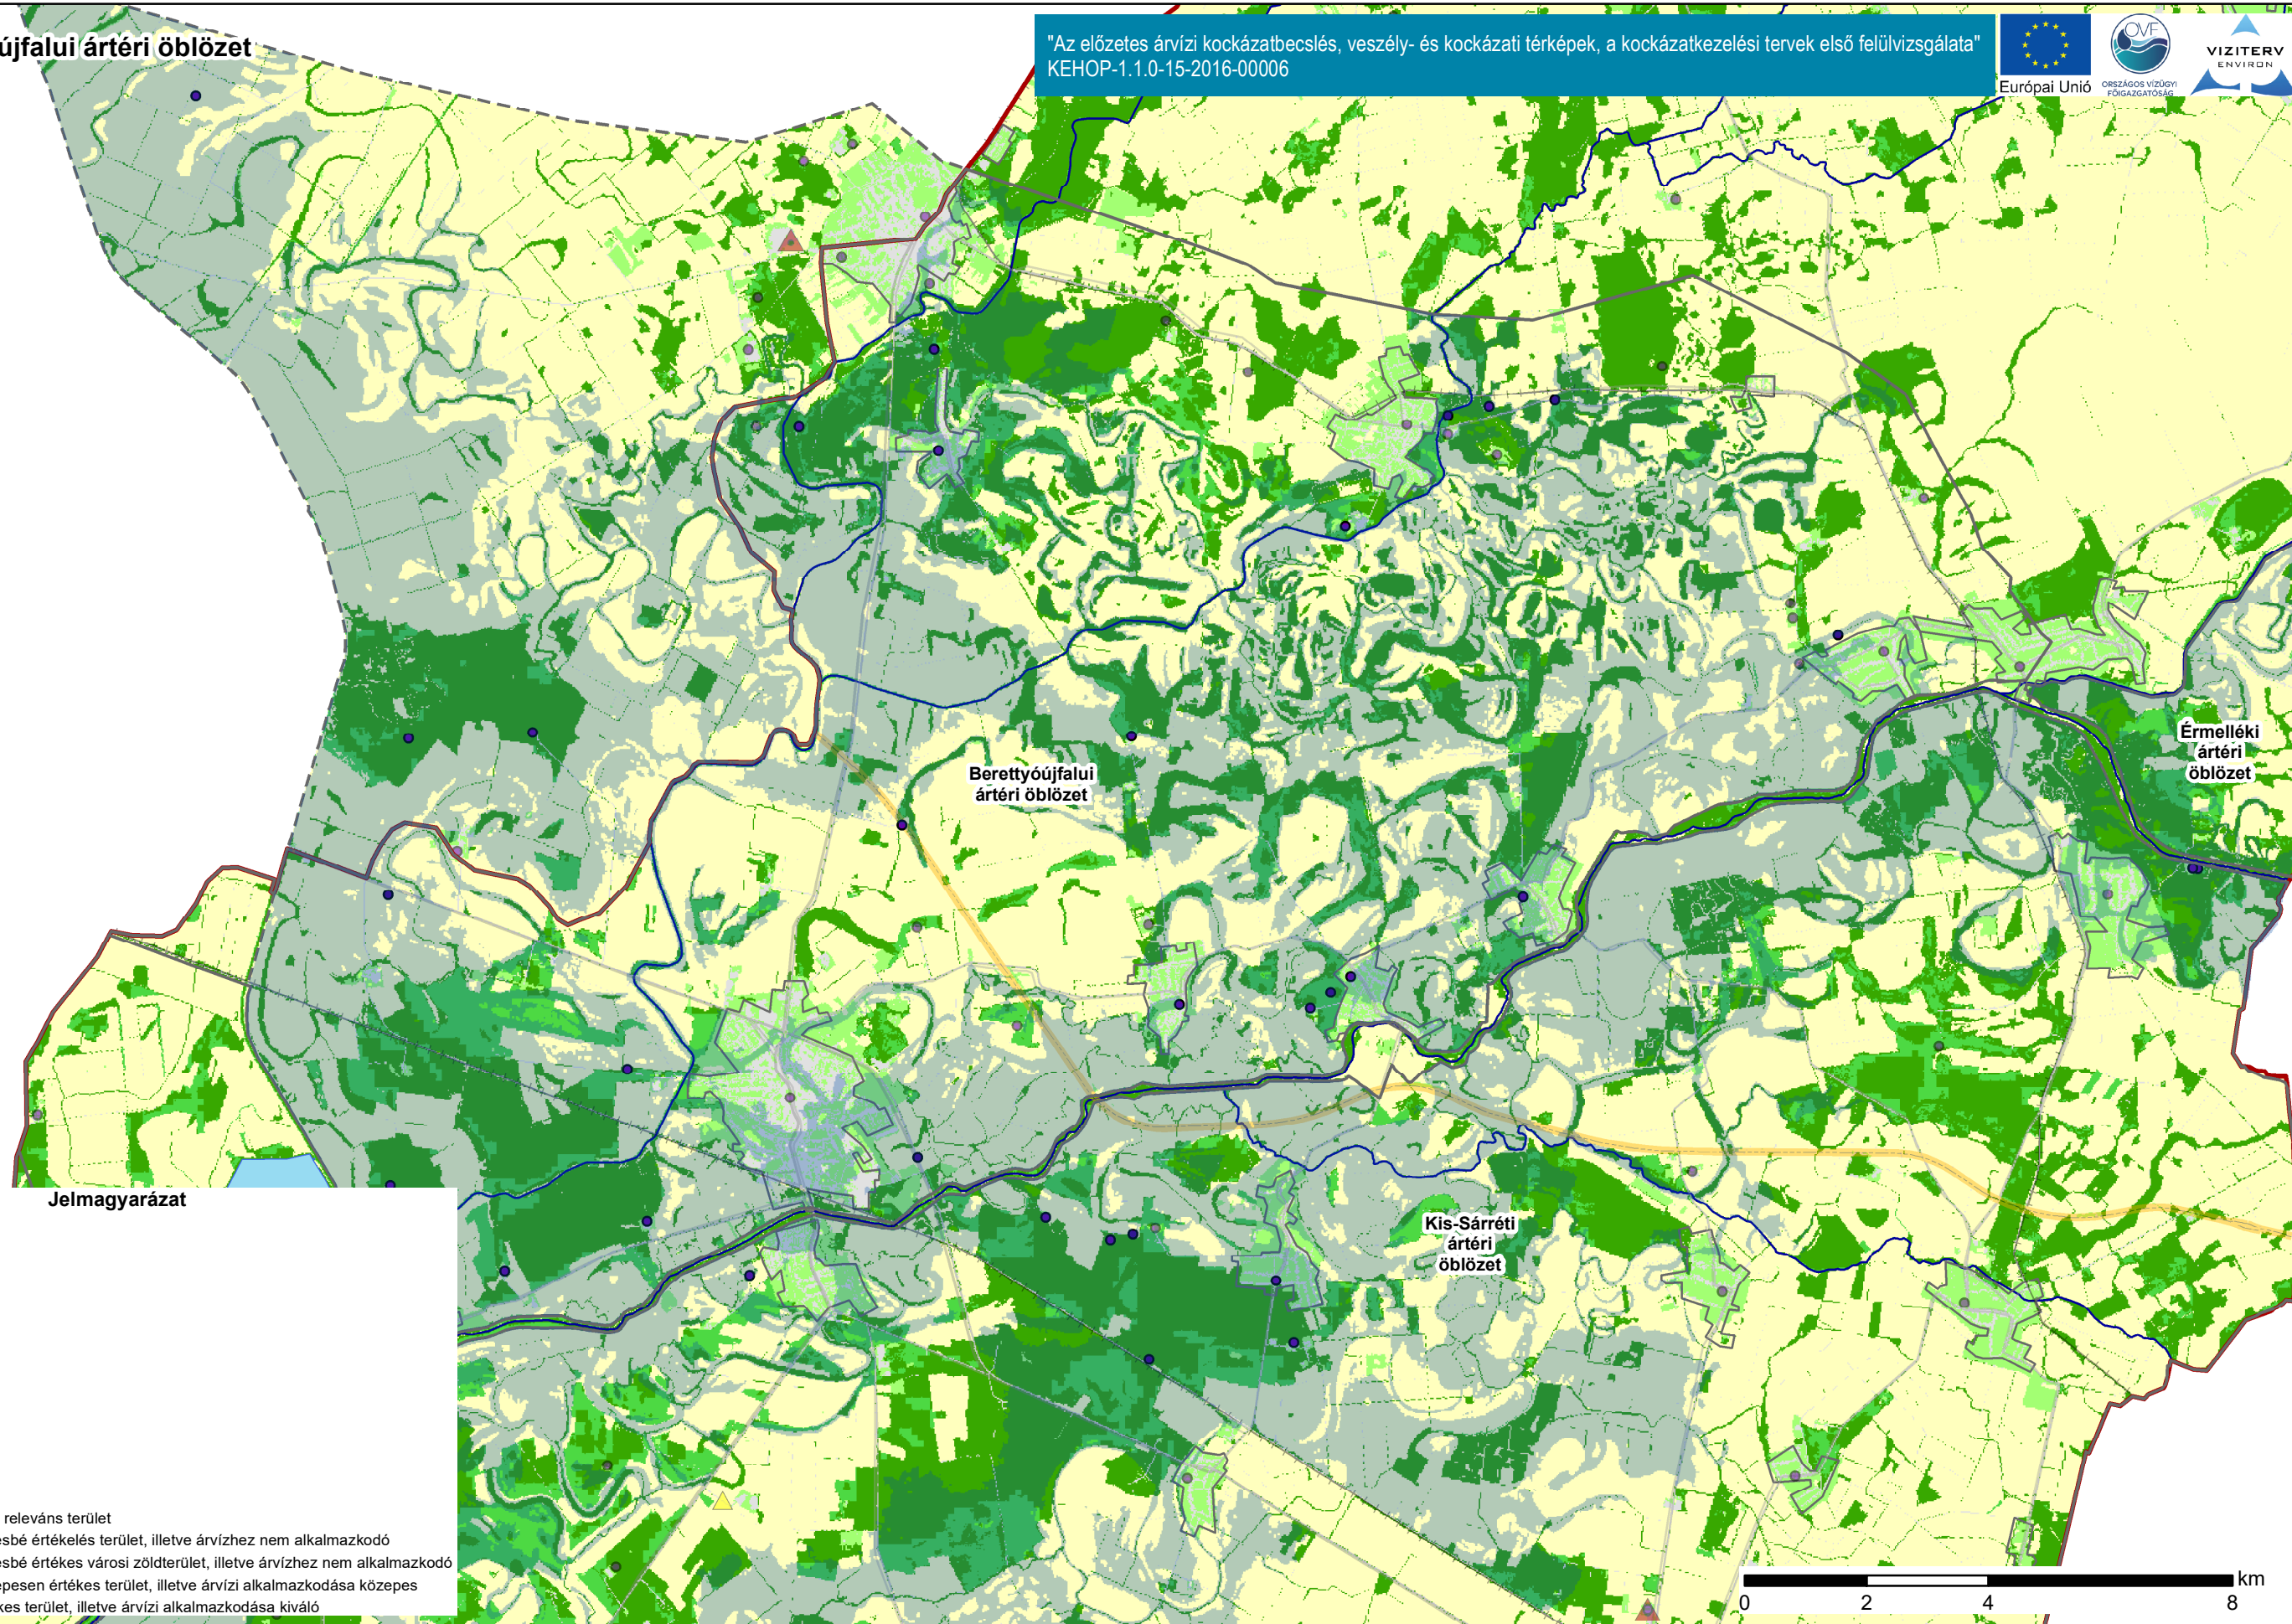 újfalui ártéri öblözet
"Az előzetes árvízi kockázatbecslés, veszély- és kockázati térképek, a kockázatkezelési tervek első felülvizsgálata"
KEHOP-1.1.0-15-2016-00006
Európai Unió
OVF
ORSZÁGOS VÍZÜGYI
FŐIGAZGATÓSÁG
VIZITERV
ENVIRON
Érmelléki
ártéri
öblözet
Berettyóújfalui
ártéri öblözet
Kis-Sárréti
ártéri
öblözet
Jelmagyarázat
releváns terület
ésbé értékelés terület, illetve árvízhez nem alkalmazkodó
ésbé értékes városi zöldterület, illetve árvízhez nem alkalmazkodó
epesen értékes terület, illetve árvízi alkalmazkodása közepes
kes terület, illetve árvízi alkalmazkodása kiváló
km
0 2 4 8